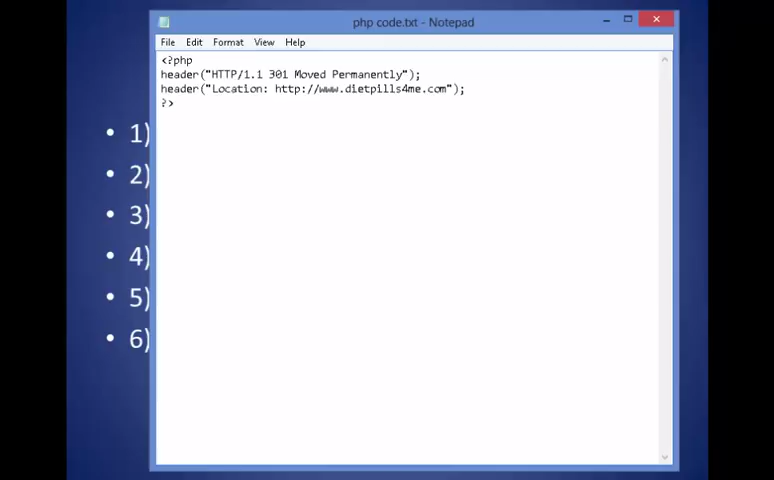 php code.txt - Notepad
File Edit Format View Help
<?php
header("HTTP/1.1 301 Moved Permanently");
header("Location: http://www.dietpills4me.com");
?>
• 1)
• 2)
• 3)
• 4)
• 5)
• 6)